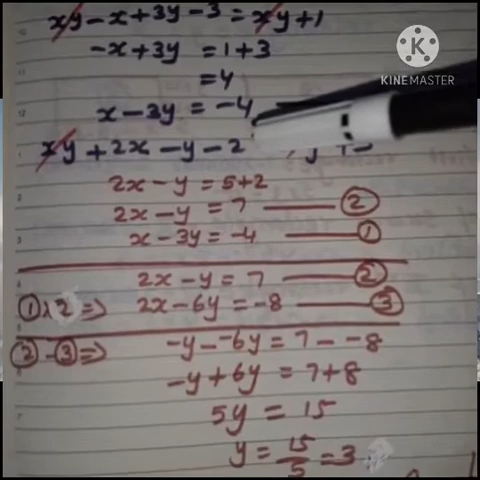 xy - x + 3y - 3 = xy + 1
-x + 3y = 1 + 3
= 4
x - 3y = -4
KINEMASTER
xy + 2x - y - 2
2x - y = 5 + 2
2x - y = 7 —— ②
x - 3y = -4 —— ①
2x - y = 7 —— ②
① x 2 => 2x - 6y = -8 —— ③
② - ③ => -y - -6y = 7 - -8
-y + 6y = 7 + 8
5y = 15
y = 15/5 = 3